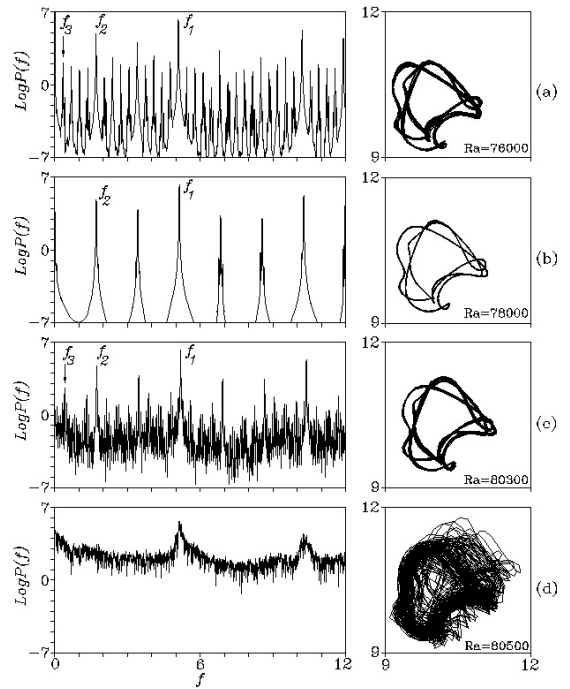 7
0
−7
LogP(f)
f3
f2
f1
12
9
Ra=76000
(a)
7
0
−7
LogP(f)
f2
f1
12
9
Ra=78000
(b)
7
0
−7
LogP(f)
f3
f2
f1
12
9
Ra=80300
(c)
7
0
−7
LogP(f)
0
6
12
f
12
9
9
12
Ra=80500
(d)